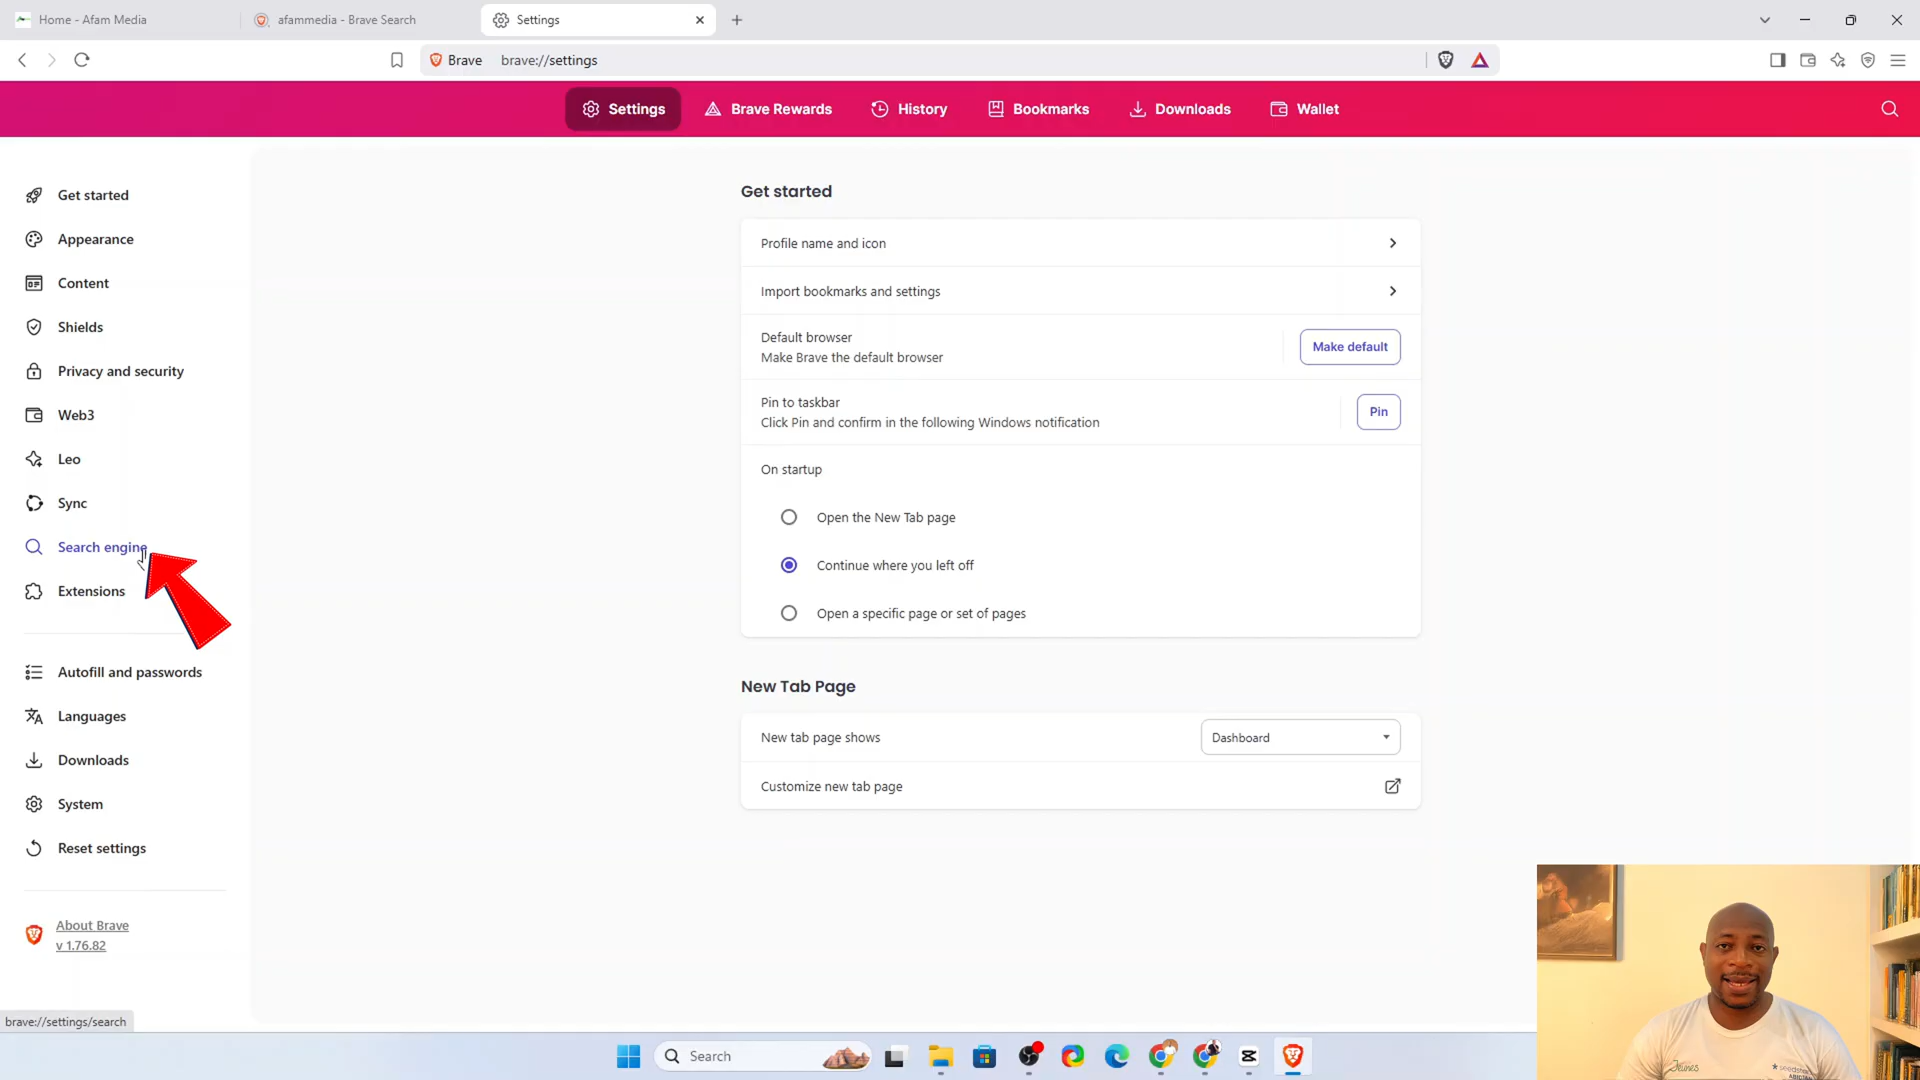 Home - Afam Media
afammedia - Brave Search
Settings
Brave
brave://settings
Settings
Brave Rewards
History
Bookmarks
Downloads
Wallet
Get started
Appearance
Content
Shields
Privacy and security
Web3
Leo
Sync
Search engine
Extensions
Autofill and passwords
Languages
Downloads
System
Reset settings
About Brave
v 1.76.82
brave://settings/search
Get started
Profile name and icon
Import bookmarks and settings
Default browser
Make Brave the default browser
Make default
Pin to taskbar
Click Pin and confirm in the following Windows notification
Pin
On startup
Open the New Tab page
Continue where you left off
Open a specific page or set of pages
New Tab Page
New tab page shows
Dashboard
Customize new tab page
Search